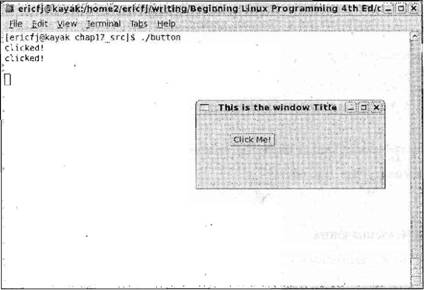 ericfj@kayak:/home2/ericfj/writing/Beginning Linux Programming 4th Ed/c
File Edit View Terminal Tabs Help
[ericfj@kayak chap17_src]$ ./button
clicked!
clicked!
This is the window Title
Click Me!